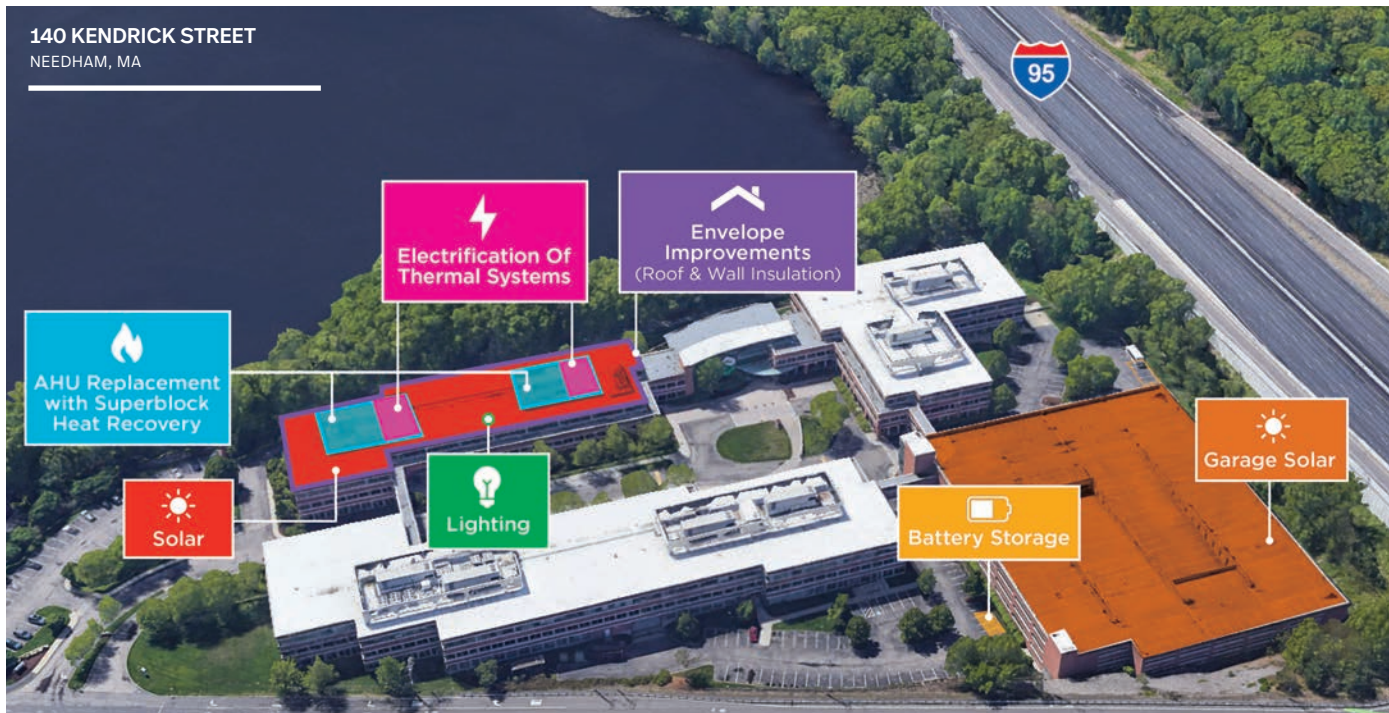 140 KENDRICK STREET
NEEDHAM, MA
95
Electrification Of
Thermal Systems
Envelope
Improvements
(Roof & Wall Insulation)
AHU Replacement
with Superblock
Heat Recovery
Solar
Lighting
Battery Storage
Garage Solar